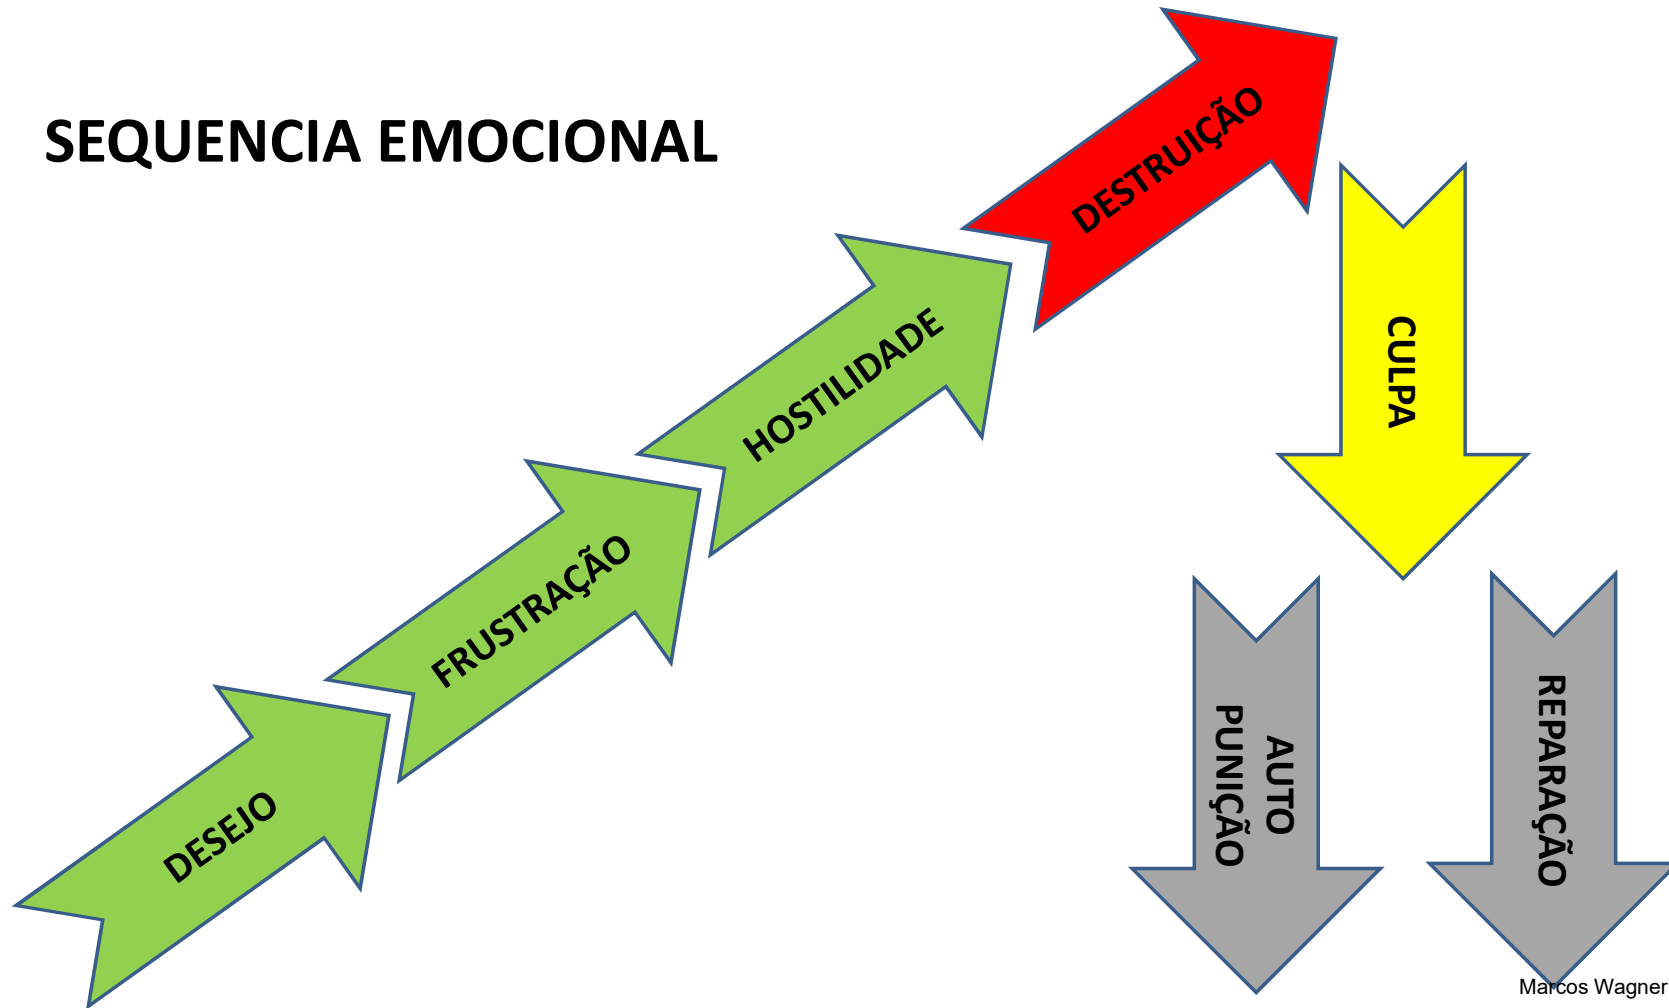 SEQUENCIA EMOCIONAL
DESEJO
FRUSTRAÇÃO
HOSTILIDADE
DESTRUIÇÃO
CULPA
AUTO
PUNIÇÃO
REPARAÇÃO
Marcos Wagner